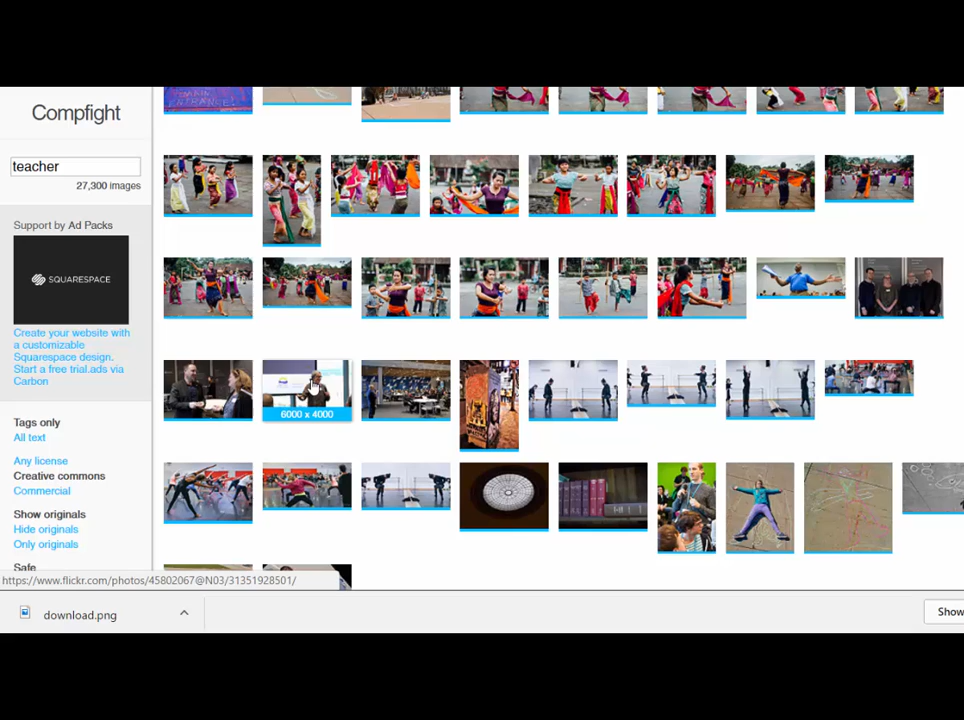 Compfight
teacher
27,300 images
Support by Ad Packs
SQUARESPACE
Create your website with
a customizable
Squarespace design.
Start a free trial.ads via
Carbon
6000 x 4000
Tags only
All text
Any license
Creative commons
Commercial
Show originals
Hide originals
Only originals
Safe
https://www.flickr.com/photos/45802067@N03/31351928501/
download.png
Show